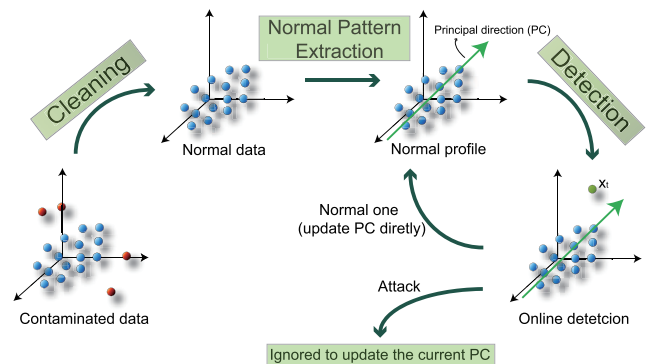 Cleaning
Normal Pattern
Extraction
Principal direction (PC)
Detection
Normal data
Normal profile
Xt
Normal one
(update PC diretly)
Attack
Contaminated data
Online detetcion
Ignored to update the current PC